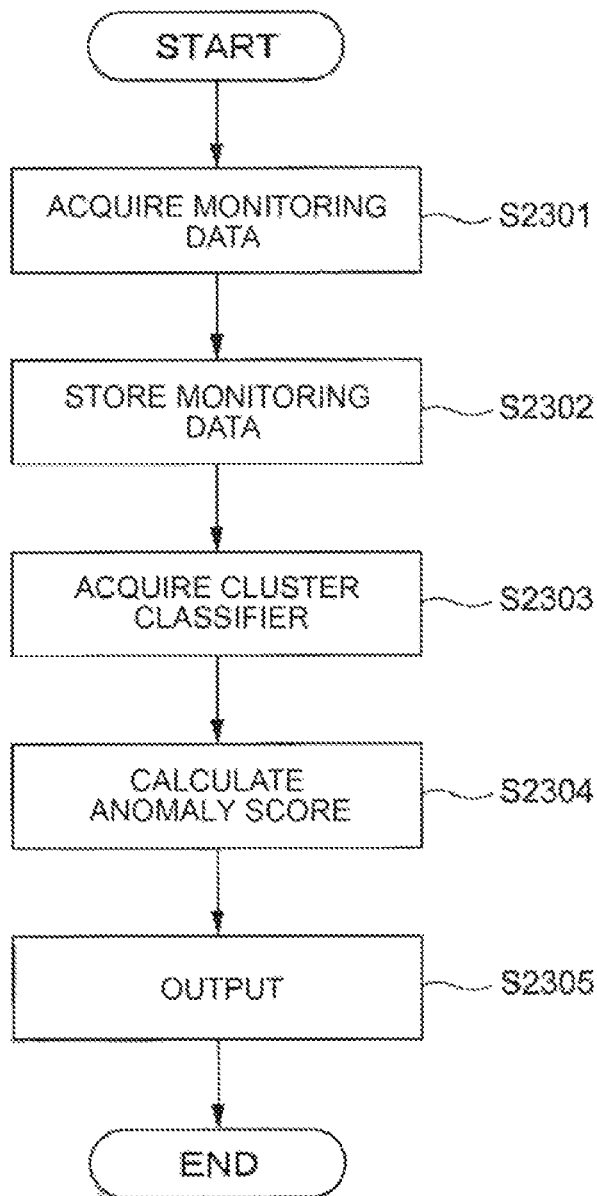 START
ACQUIRE MONITORING
DATA
S2301
STORE MONITORING
DATA
S2302
ACQUIRE CLUSTER
CLASSIFIER
S2303
CALCULATE
ANOMALY SCORE
S2304
OUTPUT
S2305
END